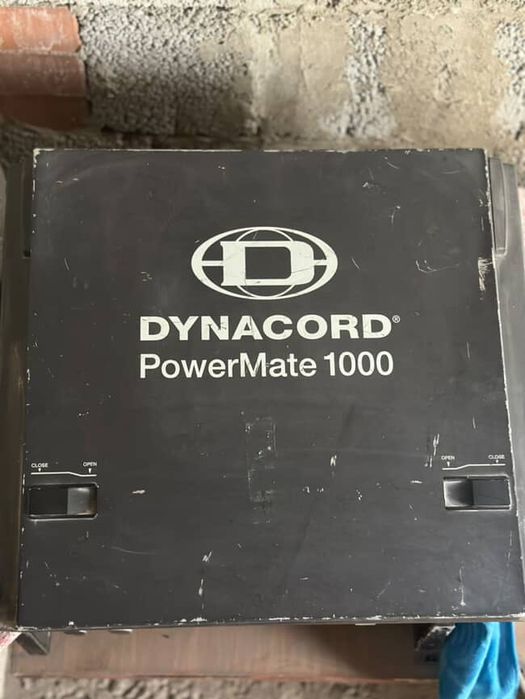 D
DYNACORD®
PowerMate 1000
CLOSE OPEN
OPEN CLOSE